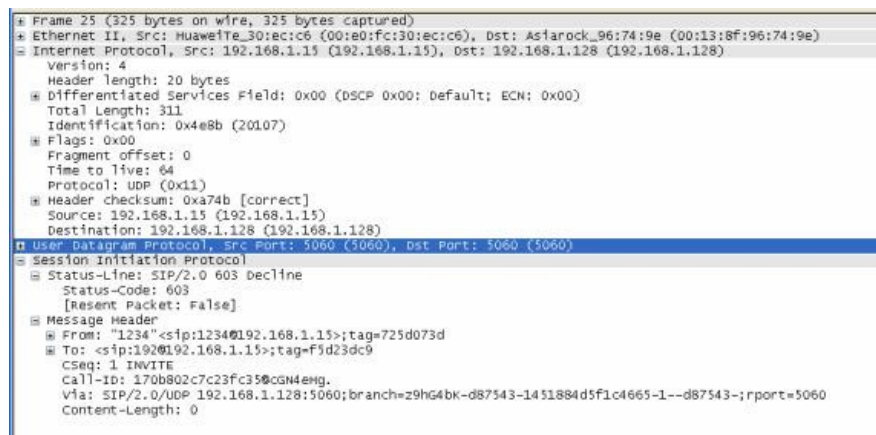 Frame 25 (325 bytes on wire, 325 bytes captured)
Ethernet II, Src: HuaweiTe_30:ec:c6 (00:e0:fc:30:ec:c6), Dst: Asiarock_96:74:9e (00:13:8f:96:74:9e)
Internet Protocol, Src: 192.168.1.15 (192.168.1.15), Dst: 192.168.1.128 (192.168.1.128)
Version: 4
Header length: 20 bytes
Differentiated Services Field: 0x00 (DSCP 0x00: Default; ECN: 0x00)
Total Length: 311
Identification: 0x4e8b (20107)
Flags: 0x00
Fragment offset: 0
Time to live: 64
Protocol: UDP (0x11)
Header checksum: 0xa74b [correct]
Source: 192.168.1.15 (192.168.1.15)
Destination: 192.168.1.128 (192.168.1.128)
User Datagram Protocol, Src Port: 5060 (5060), Dst Port: 5060 (5060)
Session Initiation Protocol
Status-Line: SIP/2.0 603 Decline
Status-Code: 603
[Resent Packet: False]
Message Header
From: "1234"<sip:1234@192.168.1.15>;tag=725d073d
To: <sip:192@192.168.1.15>;tag=f5d23dc9
CSeq: 1 INVITE
Call-ID: 170b802c7c23fc35@cGN4eHg.
Via: SIP/2.0/UDP 192.168.1.128:5060;branch=z9hG4bK-d87543-1451884d5f1c4665-1--d87543-;rport=5060
Content-Length: 0